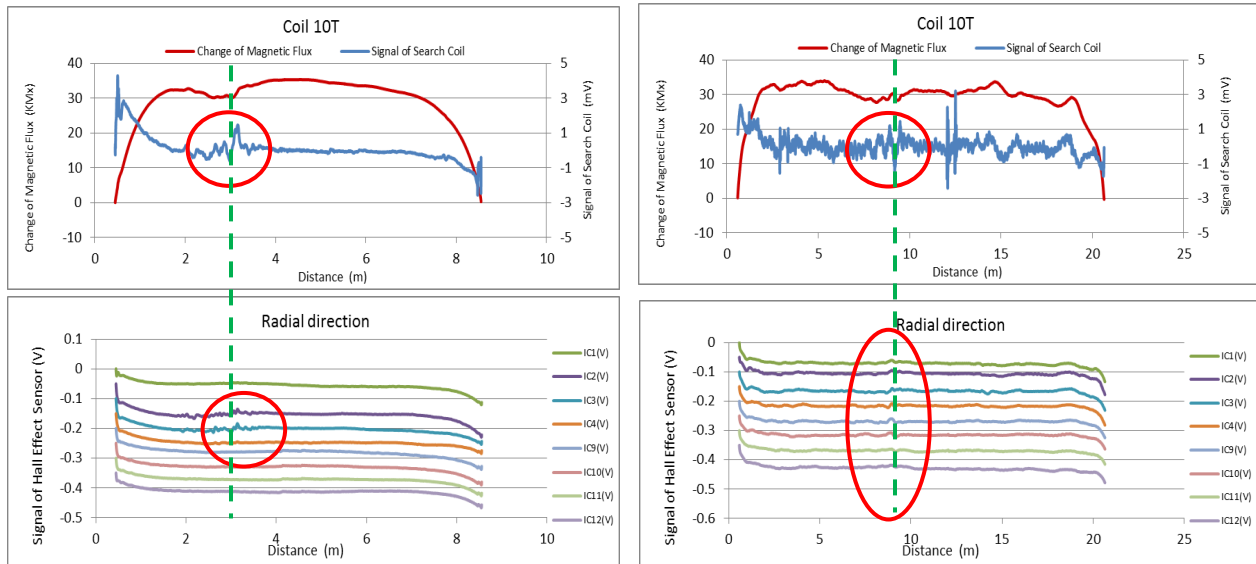 Coil 10T
Change of Magnetic Flux
Signal of Search Coil
Change of Magnetic Flux (KMx)
40
30
20
10
0
-10
5
3
1
-1
-3
-5
Signal of Search Coil (mV)
0
2
4
6
8
10
Distance (m)
Coil 10T
Change of Magnetic Flux
Signal of Search Coil
Change of Magnetic Flux (KMx)
40
30
20
10
0
-10
5
3
1
-1
-3
-5
Signal of Search Coil (mV)
0
5
10
15
20
25
Distance (m)
Radial direction
Signal of Hall Effect Sensor (V)
0.1
0
-0.1
-0.2
-0.3
-0.4
-0.5
IC1(V)
IC2(V)
IC3(V)
IC4(V)
IC9(V)
IC10(V)
IC11(V)
IC12(V)
0
2
4
6
8
10
Distance (m)
Radial direction
Signal of Hall Effect Sensor (V)
0
-0.1
-0.2
-0.3
-0.4
-0.5
-0.6
IC1(V)
IC2(V)
IC3(V)
IC4(V)
IC9(V)
IC10(V)
IC11(V)
IC12(V)
0
5
10
15
20
25
Distance (m)